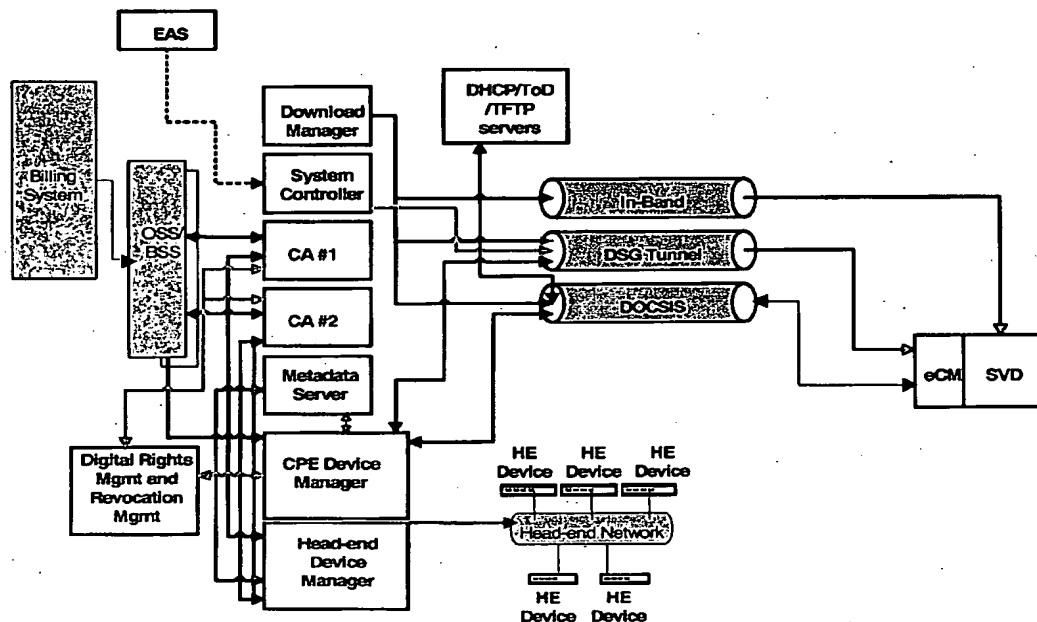 EAS
Billing
System
OSS/
BSS
Download
Manager
System
Controller
CA #1
CA #2
Metadata
Server
CPE Device
Manager
Head-end
Device
Manager
Digital Rights
Mgmt and
Revocation
Mgmt
DHCP/ToD
/TFTP
servers
In-Band
DSG Tunnel
DOCSIS
eCM
SVD
HE
Device
HE
Device
HE
Device
Head-end Network
HE
Device
HE
Device